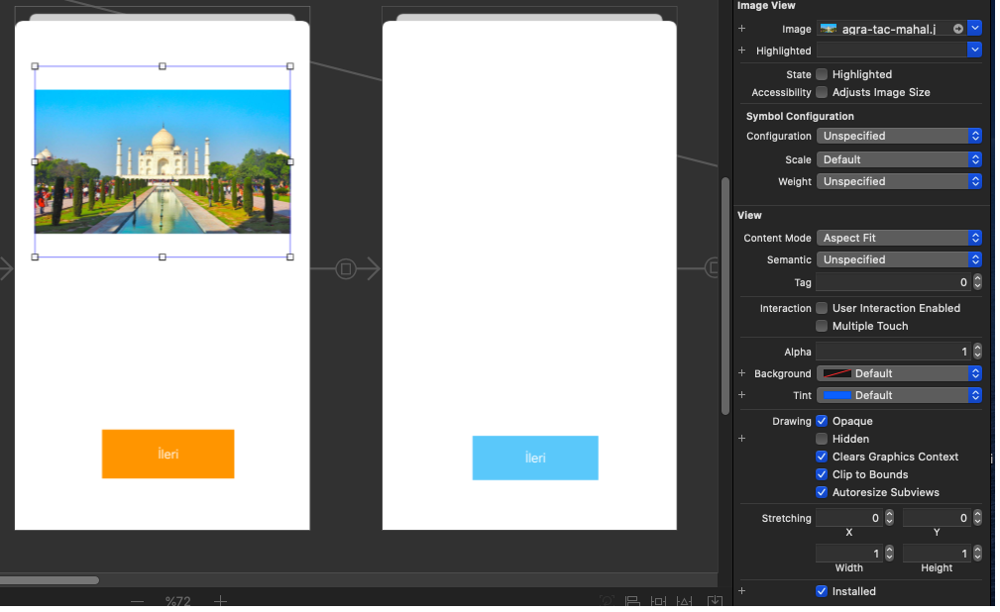 Image View
Image agra-tac-mahal.j
Highlighted
State Highlighted
Accessibility Adjusts Image Size
Symbol Configuration
Configuration Unspecified
Scale Default
Weight Unspecified
View
Content Mode Aspect Fit
Semantic Unspecified
Tag 0
Interaction User Interaction Enabled
Multiple Touch
Alpha 1
Background Default
Tint Default
Drawing Opaque
Hidden
Clears Graphics Context
Clip to Bounds
Autoresize Subviews
Stretching 0 0
X Y
1 1
Width Height
Installed
İleri
İleri
%72